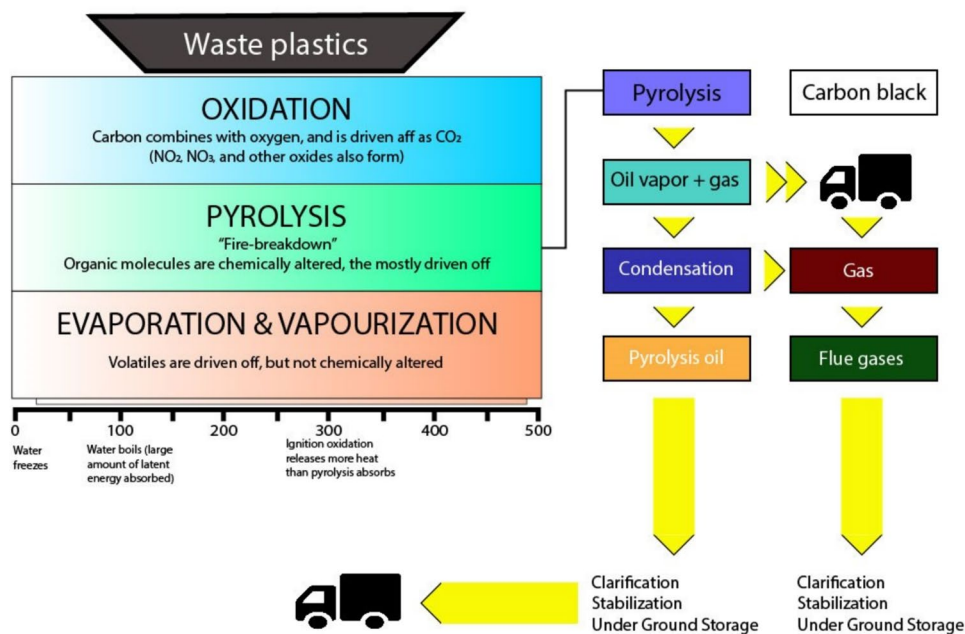 Waste plastics
OXIDATION
Carbon combines with oxygen, and is driven aff as CO₂
(NO₂, NO₃, and other oxides also form)
PYROLYSIS
“Fire-breakdown”
Organic molecules are chemically altered, the mostly driven off
EVAPORATION & VAPOURIZATION
Volatiles are driven off, but not chemically altered
0 100 200 300 400 500
Water
freezes
Water boils (large
amount of latent
energy absorbed)
Ignition oxidation
releases more heat
than pyrolysis absorbs
Pyrolysis
Carbon black
Oil vapor + gas
Condensation
Gas
Pyrolysis oil
Flue gases
Clarification
Stabilization
Under Ground Storage
Clarification
Stabilization
Under Ground Storage